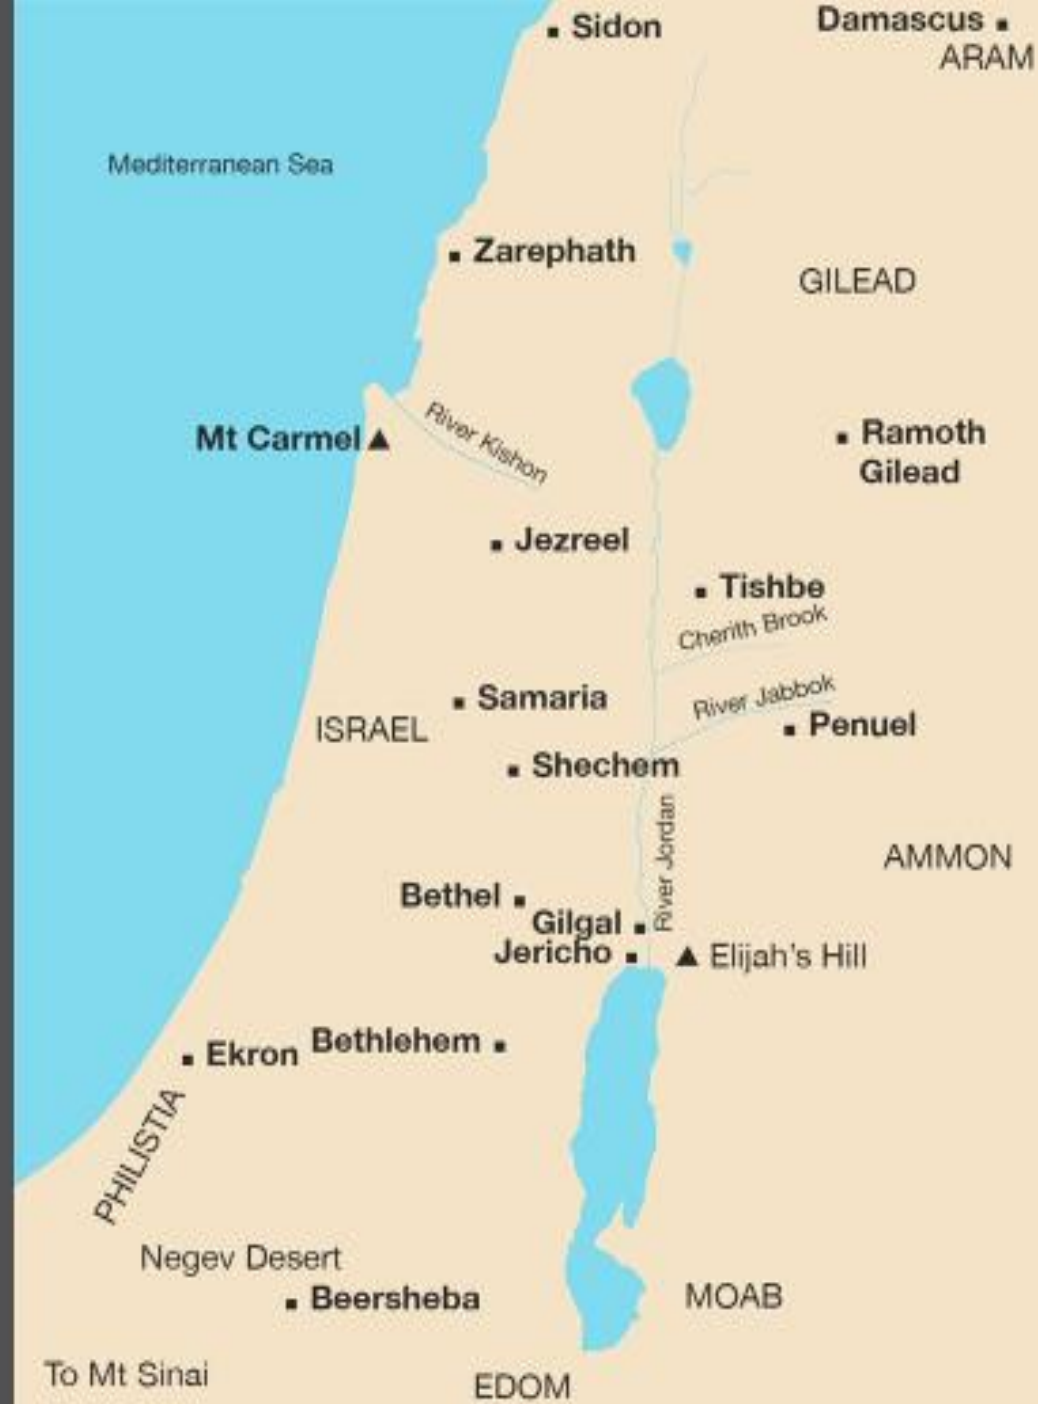 Sidon
Damascus
ARAM
Mediterranean Sea
Zarephath
GILEAD
Mt Carmel
River Kishon
Ramoth
Gilead
Jezreel
Tishbe
Cherith Brook
River Jabbok
Samaria
ISRAEL
Penuel
Shechem
River Jordan
AMMON
Bethel
Gilgal
Jericho
Elijah's Hill
Ekron
Bethlehem
PHILISTIA
Negev Desert
Beersheba
MOAB
To Mt Sinai
EDOM